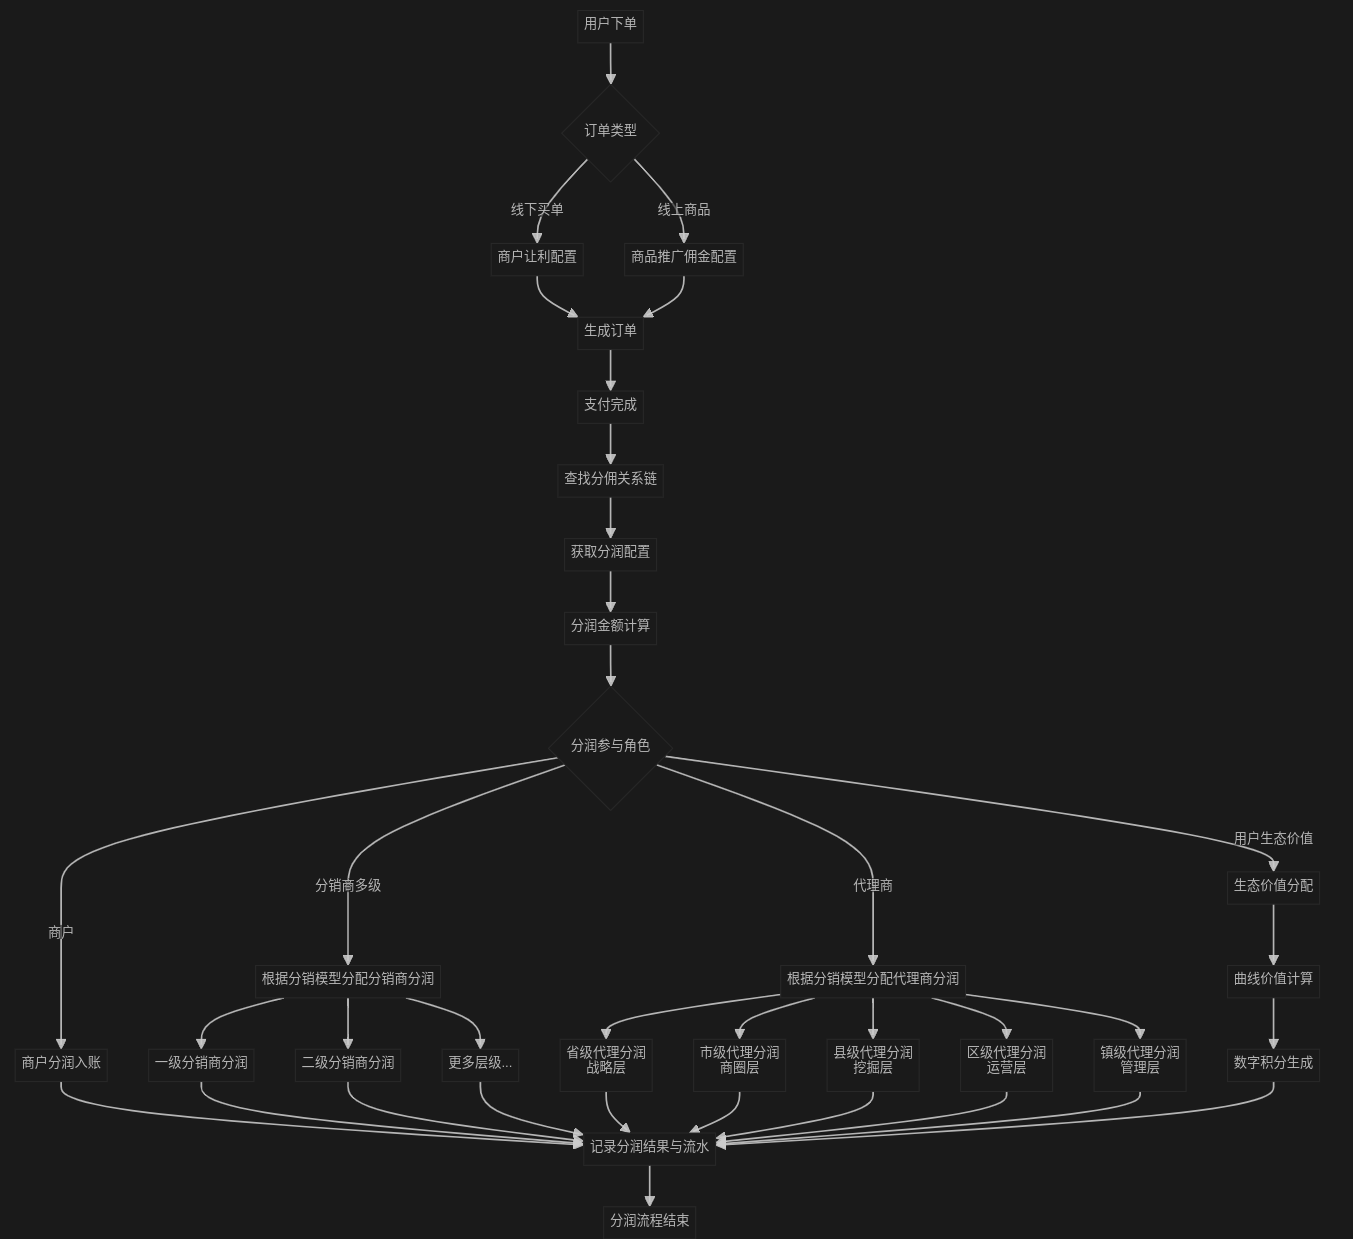 用户下单
订单类型
线下买单
线上商品
商户让利配置
商品推广佣金配置
生成订单
支付完成
查找分佣关系链
获取分润配置
分润金额计算
分润参与角色
用户生态价值
分销商多级
代理商
生态价值分配
商户
根据分销模型分配分销商分润
根据分销模型分配代理商分润
曲线价值计算
商户分润入账
一级分销商分润
二级分销商分润
更多层级...
省级代理分润
战略层
市级代理分润
商圈层
县级代理分润
挖掘层
区级代理分润
运营层
镇级代理分润
管理层
数字积分生成
记录分润结果与流水
分润流程结束